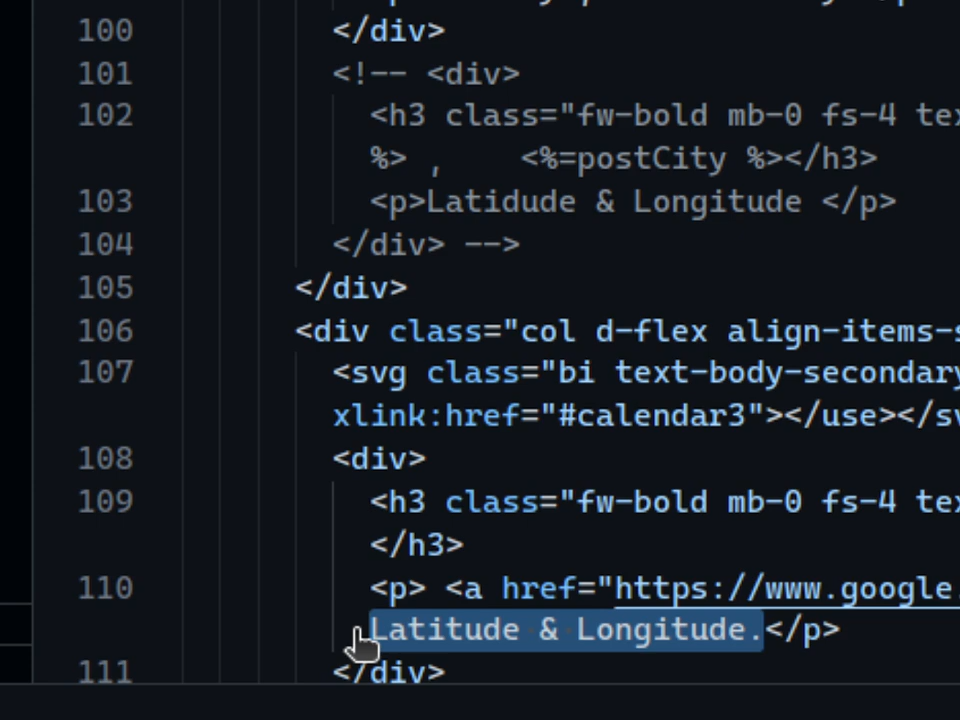 100 </div>
101 <!-- <div>
102 <h3 class="fw-bold mb-0 fs-4
%> , <%=postCity %></h3>
103 <p>Latidude & Longitude </p>
104 </div> -->
105 </div>
106 <div class="col d-flex align-items-s
107 <svg class="bi text-body-secondary
xlink:href="#calendar3"></use></sv
108 <div>
109 <h3 class="fw-bold mb-0 fs-4
</h3>
110 <p> <a href="https://www.google.
Latitude & Longitude.</p>
111 </div>